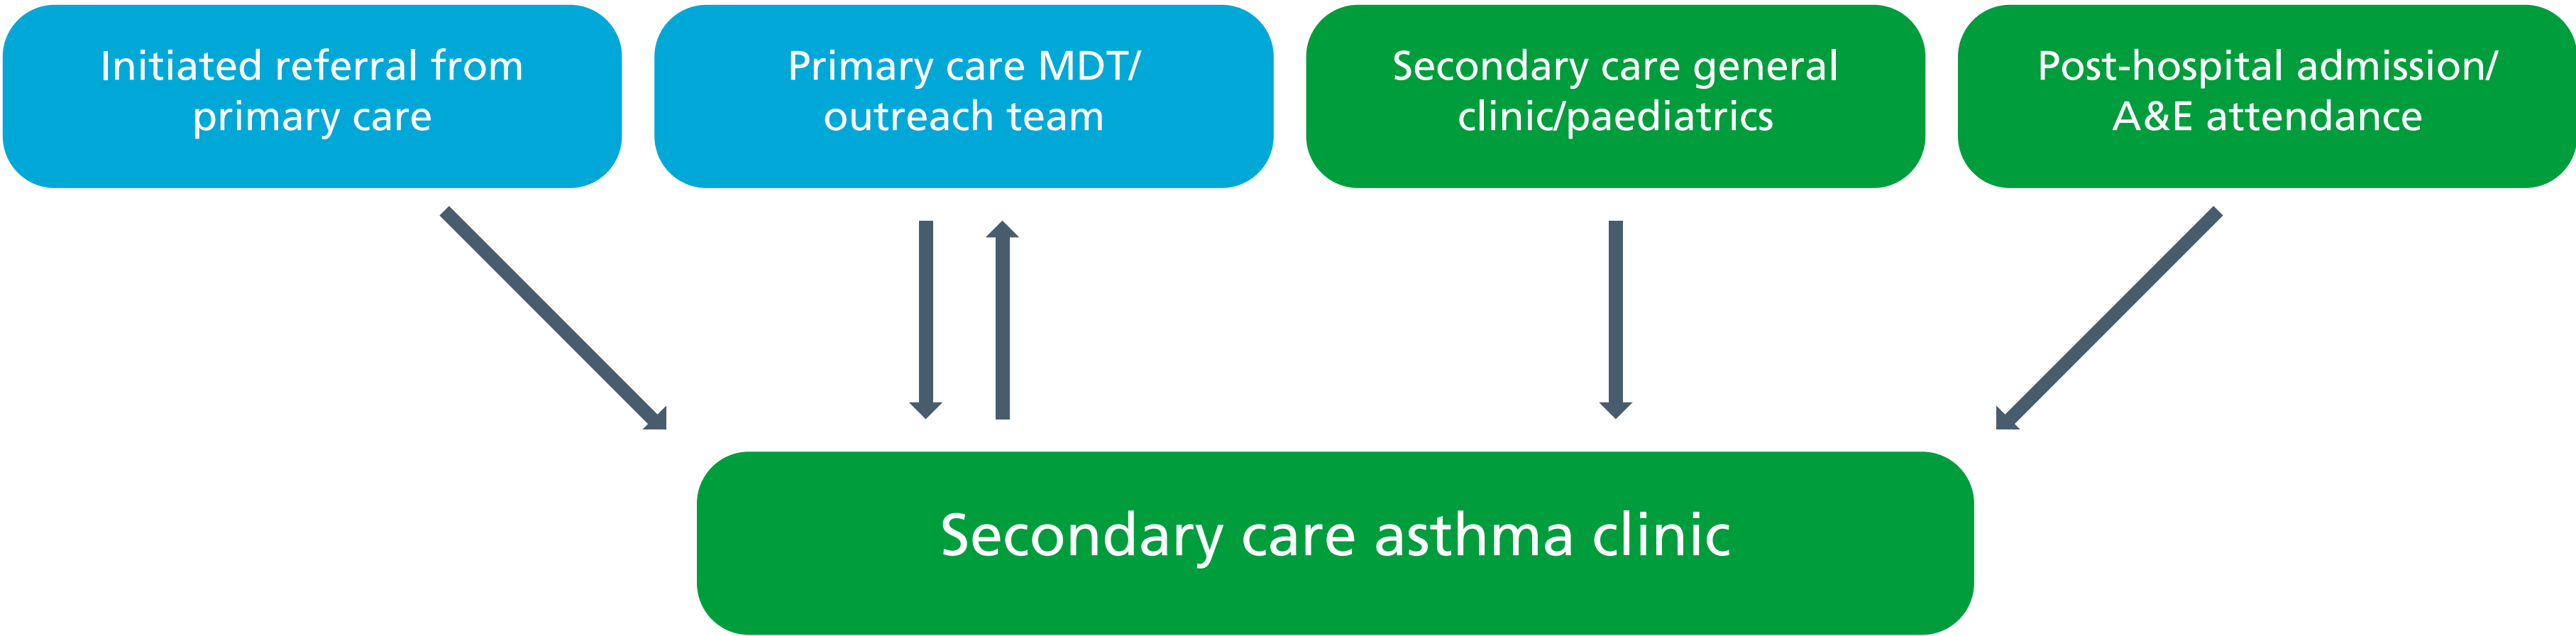 Initiated referral from
primary care
Primary care MDT/
outreach team
Secondary care general
clinic/paediatrics
Post-hospital admission/
A&E attendance
Secondary care asthma clinic